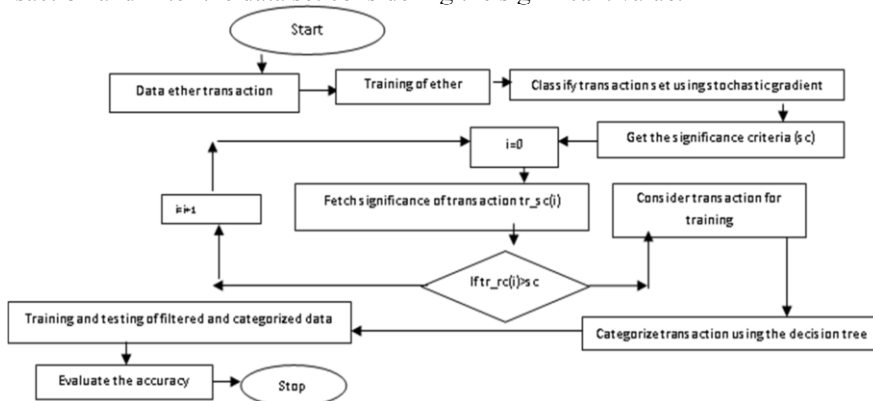 Start
Data ether transaction
Training of ether
Classify transaction set using stochastic gradient
Get the significance criteria (sc)
i=0
Fetch significance of transaction tr_sc(i)
Consider transaction for
training
i=i+1
If tr_rc(i)>sc
Training and testing of filtered and categorized data
Categorize transaction using the decision tree
Evaluate the accuracy
Stop